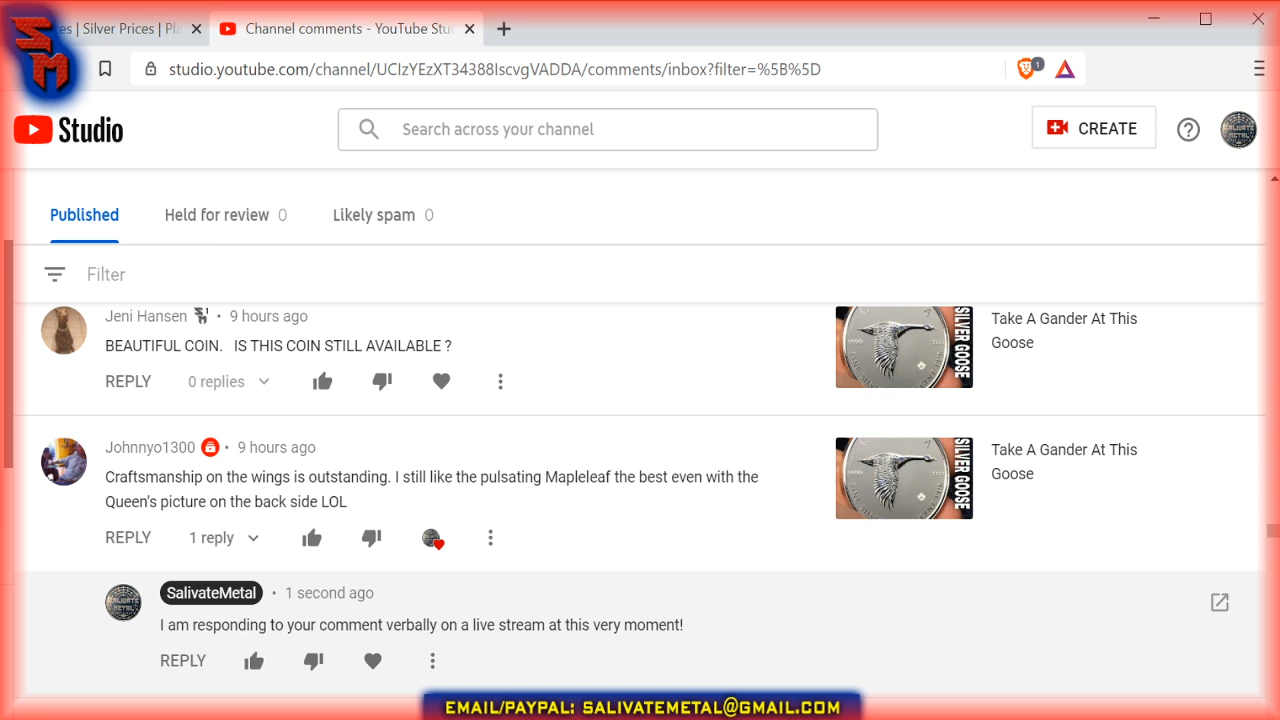 es | Silver Prices | Pla
Channel comments - YouTube Stu
studio.youtube.com/channel/UCIzYEzXT34388IscvgVADDA/comments/inbox?filter=%5B%5D
1
Studio
Search across your channel
CREATE
Published
Held for review 0
Likely spam 0
Filter
Jeni Hansen • 9 hours ago
BEAUTIFUL COIN. IS THIS COIN STILL AVAILABLE ?
REPLY 0 replies
SILVER GOOSE
Take A Gander At This
Goose
Johnnyo1300 • 9 hours ago
Craftsmanship on the wings is outstanding. I still like the pulsating Mapleleaf the best even with the
Queen's picture on the back side LOL
REPLY 1 reply
SILVER GOOSE
Take A Gander At This
Goose
SalivateMetal • 1 second ago
I am responding to your comment verbally on a live stream at this very moment!
REPLY
EMAIL/PAYPAL: SALIVATEMETAL@GMAIL.COM